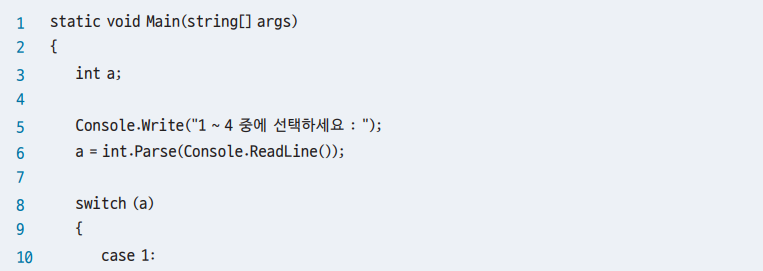 1 static void Main(string[] args)
2 {
3 int a;
4
5 Console.Write("1 ~ 4 중에 선택하세요 : ");
6 a = int.Parse(Console.ReadLine());
7
8 switch (a)
9 {
10 case 1: